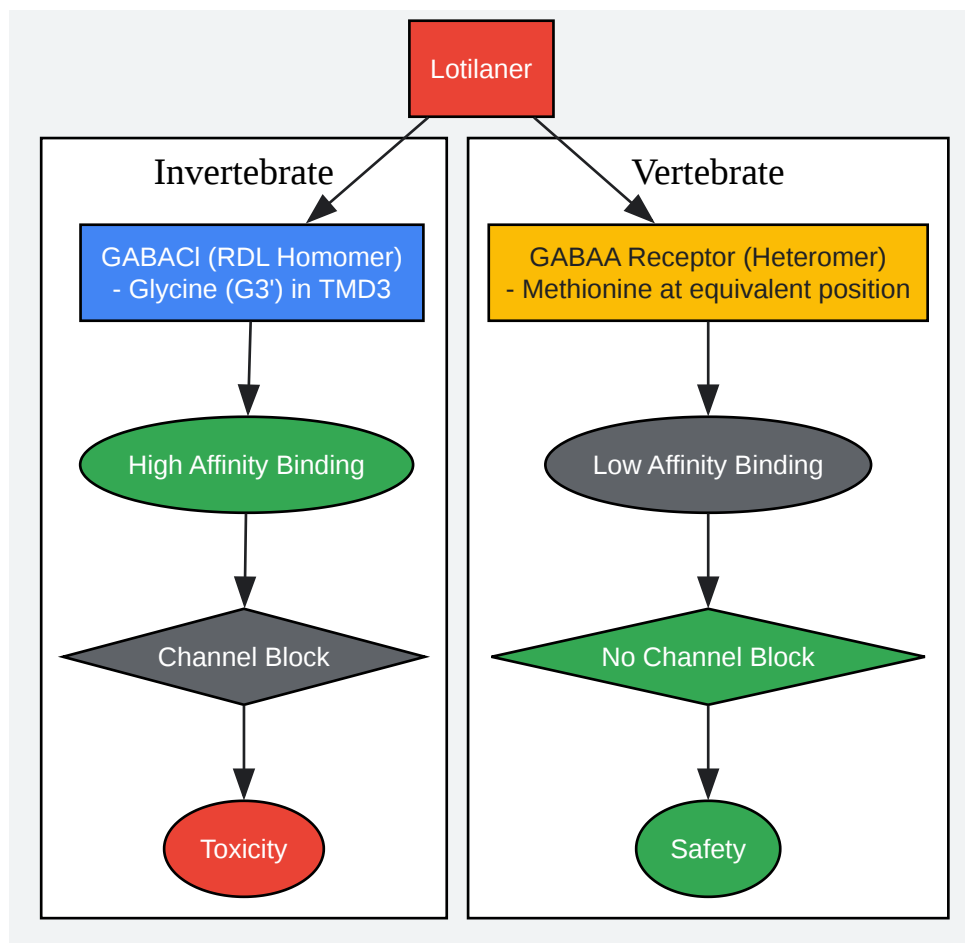 Lotilaner
Invertebrate
GABACl (RDL Homomer)
- Glycine (G3') in TMD3
High Affinity Binding
Channel Block
Toxicity
Vertebrate
GABAA Receptor (Heteromer)
- Methionine at equivalent position
Low Affinity Binding
No Channel Block
Safety